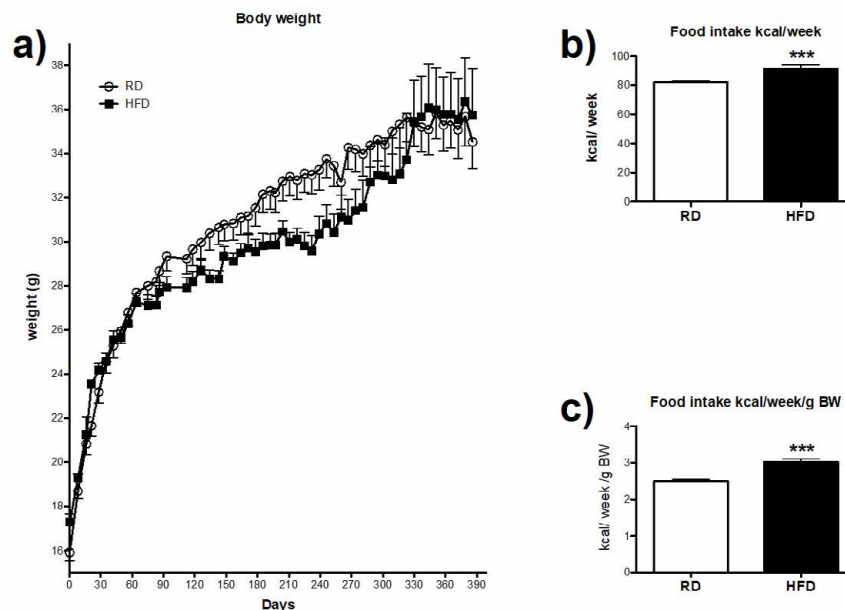 a)
Body weight
RD
HFD
weight (g)
38
36
34
32
30
28
26
24
22
20
18
16
0 30 60 90 120 150 180 210 240 270 300 330 360 390
Days
b)
Food intake kcal/week
***
kcal/ week
100
80
60
40
20
0
RD HFD
c)
Food intake kcal/week/g BW
***
kcal/ week /g BW
4
3
2
1
0
RD HFD